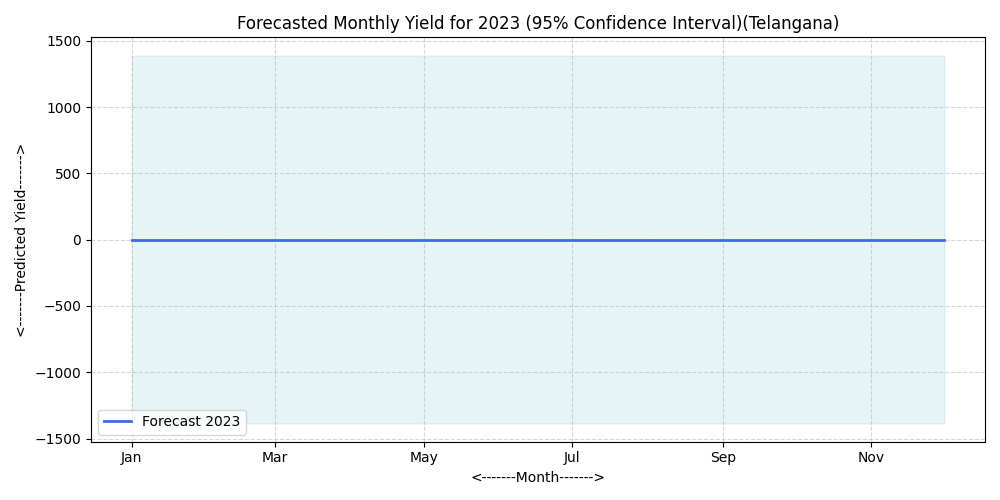 Forecasted Monthly Yield for 2023 (95% Confidence Interval)(Telangana)
1500
1000
500
0
−500
−1000
−1500
<-------Predicted Yield------->
Forecast 2023
Jan Mar May Jul Sep Nov
<-------Month------->